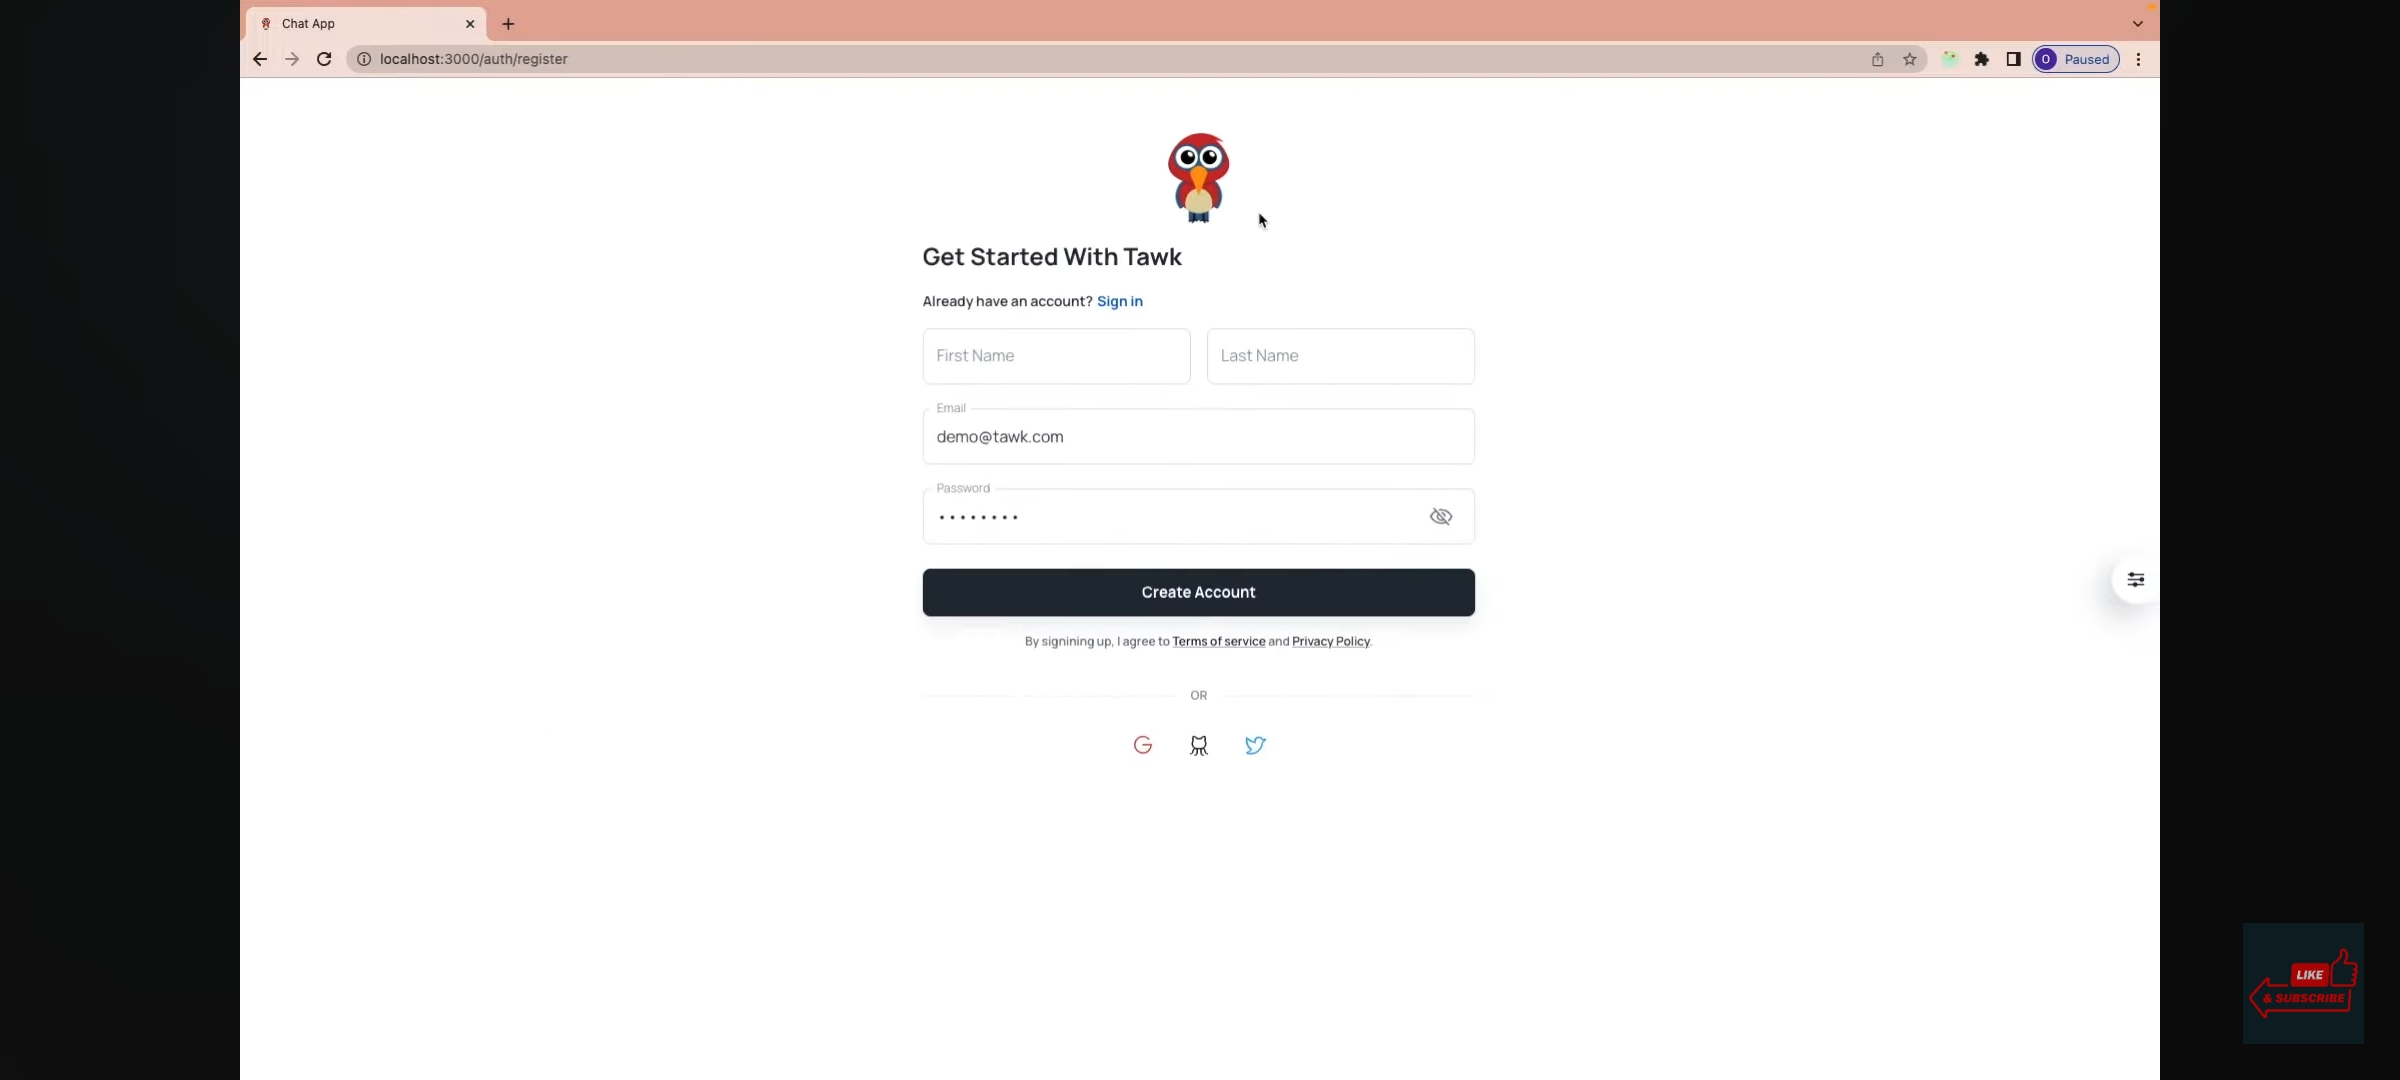 Chat App
localhost:3000/auth/register
O Paused
Get Started With Tawk
Already have an account? Sign in
First Name
Last Name
Email
demo@tawk.com
Password
Create Account
By signining up, I agree to Terms of service and Privacy Policy.
OR
LIKE
& SUBSCRIBE